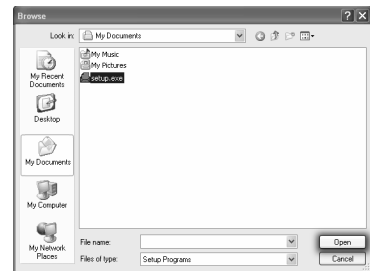 Browse
Look in: My Documents
My Music
My Pictures
setup.exe
My Recent
Documents
Desktop
My Documents
My Computer
My Network
Places
File name:
Open
Files of type: Setup Programs
Cancel